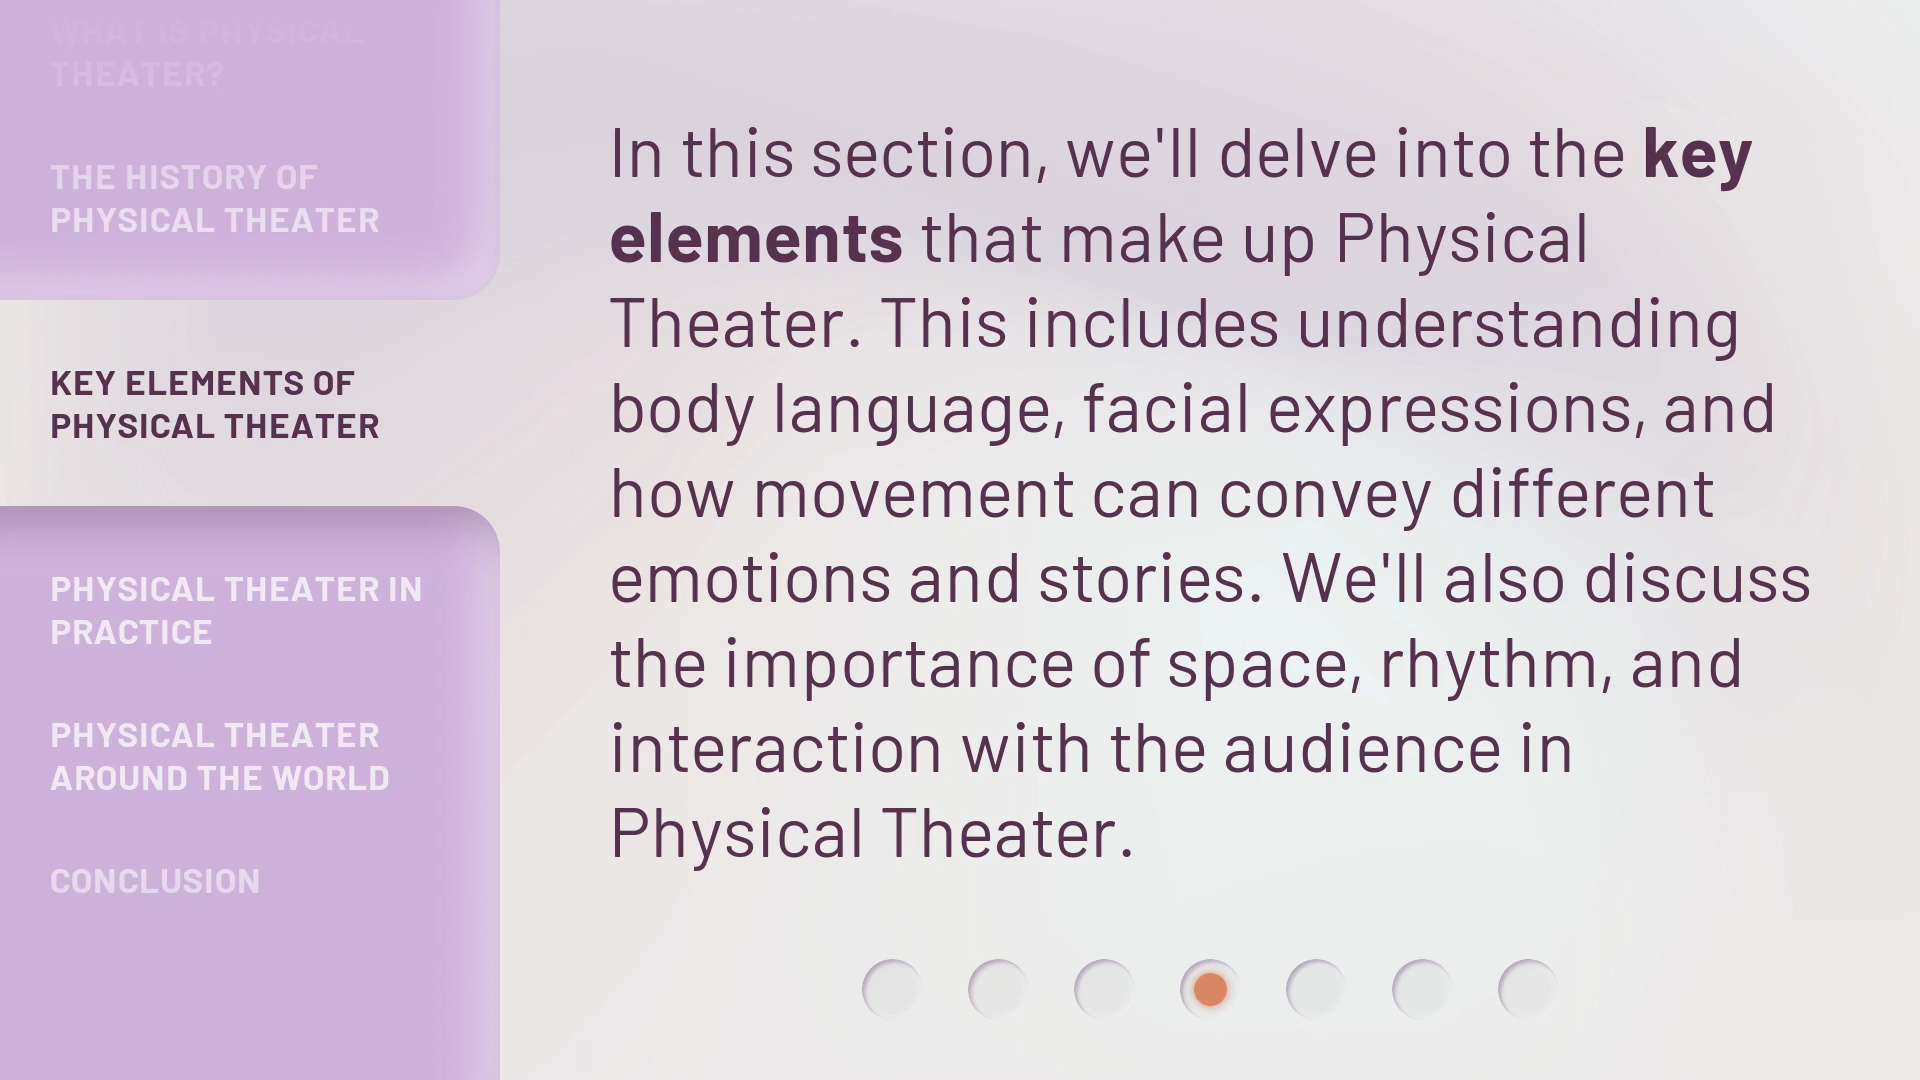 WHAT IS PHYSICAL
THEATER?
THE HISTORY OF
PHYSICAL THEATER
KEY ELEMENTS OF
PHYSICAL THEATER
PHYSICAL THEATER IN
PRACTICE
PHYSICAL THEATER
AROUND THE WORLD
CONCLUSION
In this section, we'll delve into the key
elements that make up Physical
Theater. This includes understanding
body language, facial expressions, and
how movement can convey different
emotions and stories. We'll also discuss
the importance of space, rhythm, and
interaction with the audience in
Physical Theater.